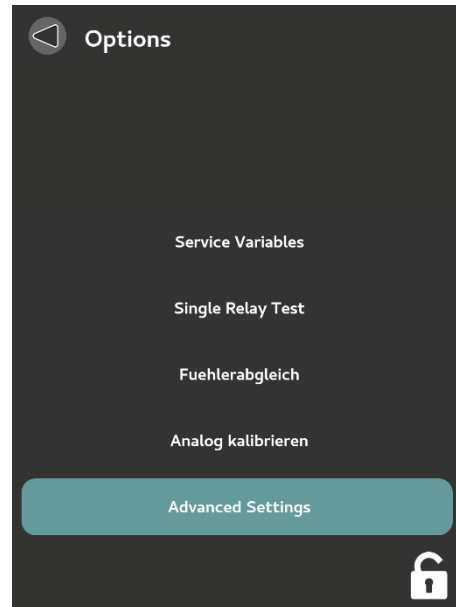 Options
Service Variables
Single Relay Test
Fuehlerabgleich
Analog kalibrieren
Advanced Settings